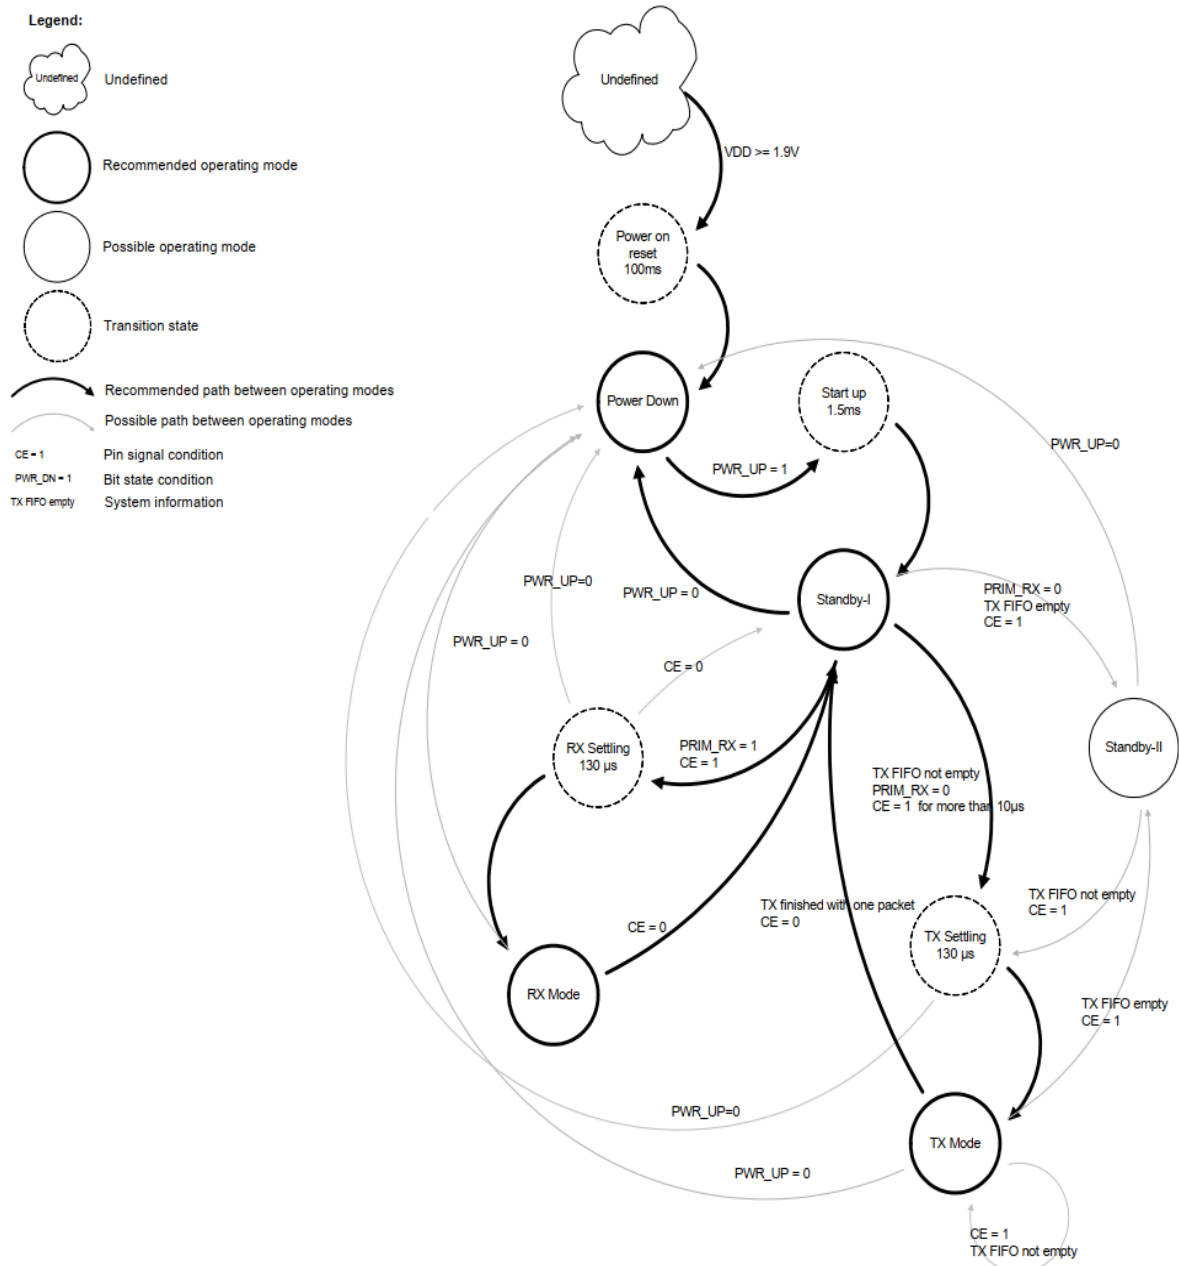 Legend:
Undefined
Undefined
Recommended operating mode
Possible operating mode
Transition state
Recommended path between operating modes
Possible path between operating modes
CE = 1 Pin signal condition
PWR_DN = 1 Bit state condition
TX FIFO empty System information
Undefined
VDD >= 1.9V
Power on
reset
100ms
Power Down
Start up
1.5ms
PWR_UP=0
PWR_UP = 1
PWR_UP=0
PWR_UP = 0
Standby-I
PRIM_RX = 0
TX FIFO empty
CE = 1
PWR_UP = 0
CE = 0
RX Settling
130 µs
PRIM_RX = 1
CE = 1
Standby-II
TX FIFO not empty
PRIM_RX = 0
CE = 1 for more than 10µs
TX finished with one packet
CE = 0
CE = 0
TX FIFO not empty
CE = 1
TX Settling
130 µs
RX Mode
TX FIFO empty
CE = 1
PWR_UP=0
TX Mode
PWR_UP = 0
CE = 1
TX FIFO not empty